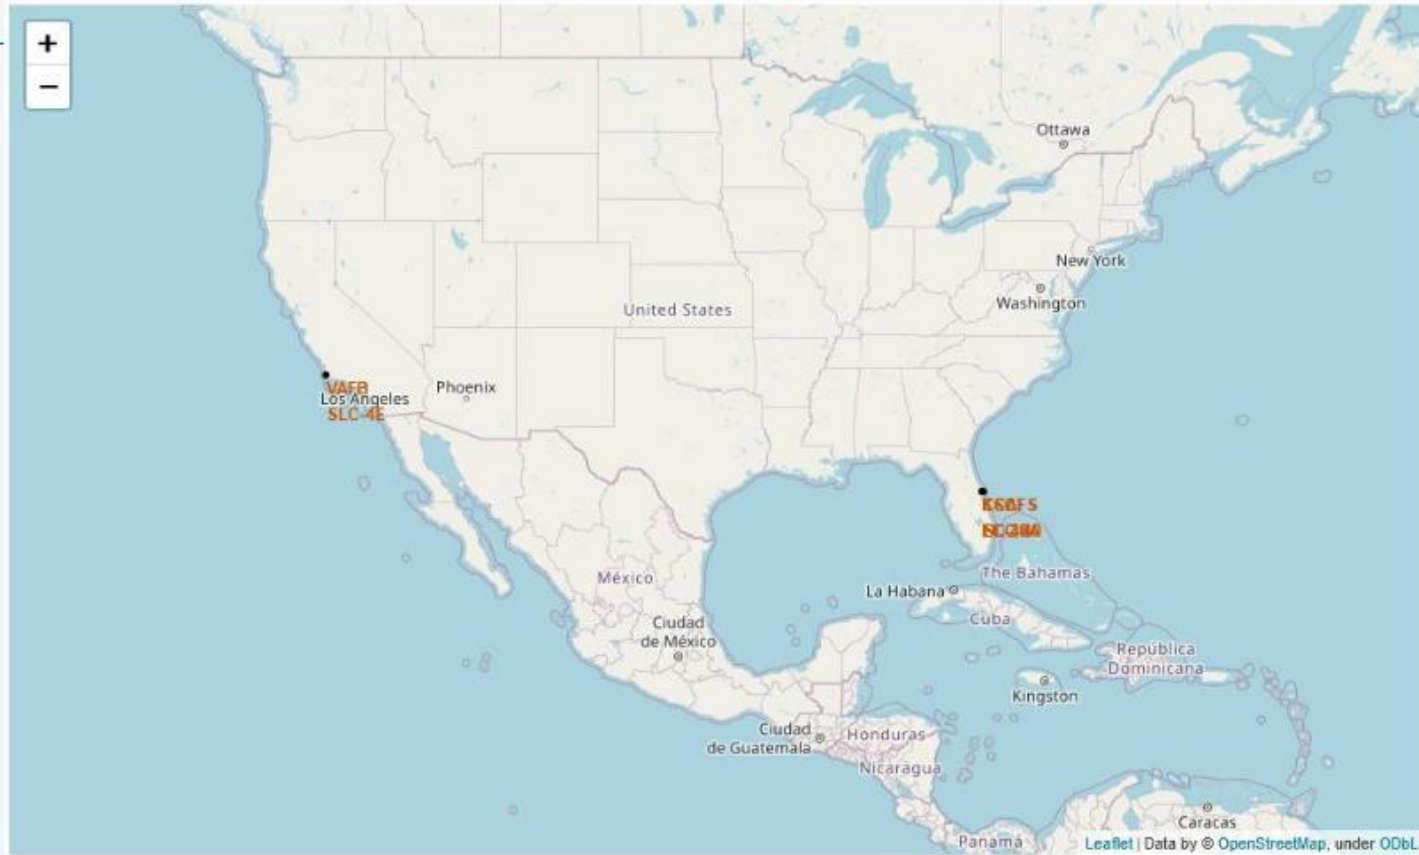 +
−
Ottawa
New York
Washington
United States
VAFB
Phoenix
Los Angeles
SLC-4E
México
The Bahamas
La Habana
Cuba
Ciudad
de México
República
Dominicana
Kingston
Ciudad
de Guatemala
Honduras
Nicaragua
Caracas
Panamá
Leaflet | Data by © OpenStreetMap, under ODbL